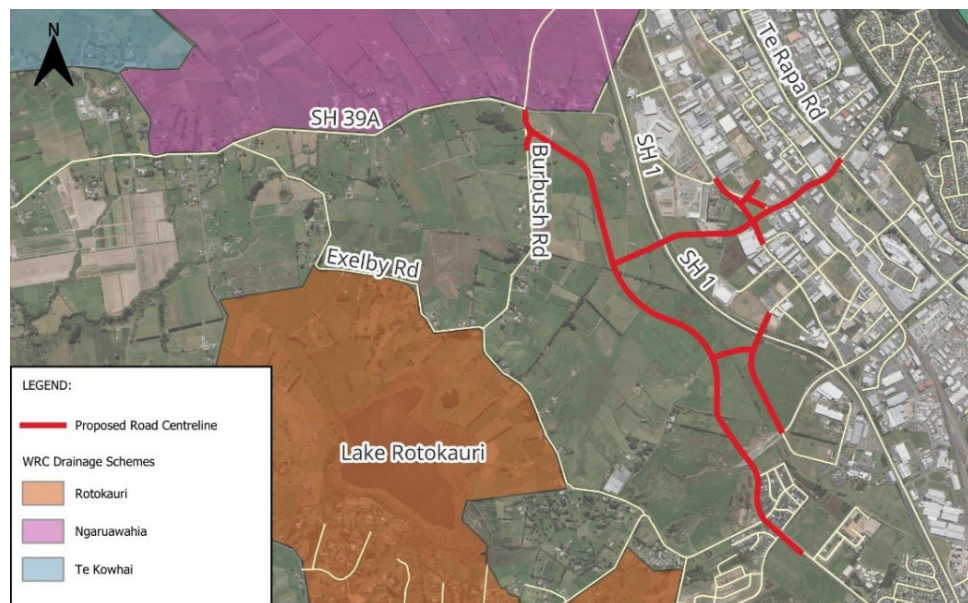 N
Te Rapa Rd
SH 39A
SH 1
Burbush Rd
Exelby Rd
SH 1
LEGEND:
Proposed Road Centreline
WRC Drainage Schemes
Rotokauri
Ngaruawahia
Te Kowhai
Lake Rotokauri